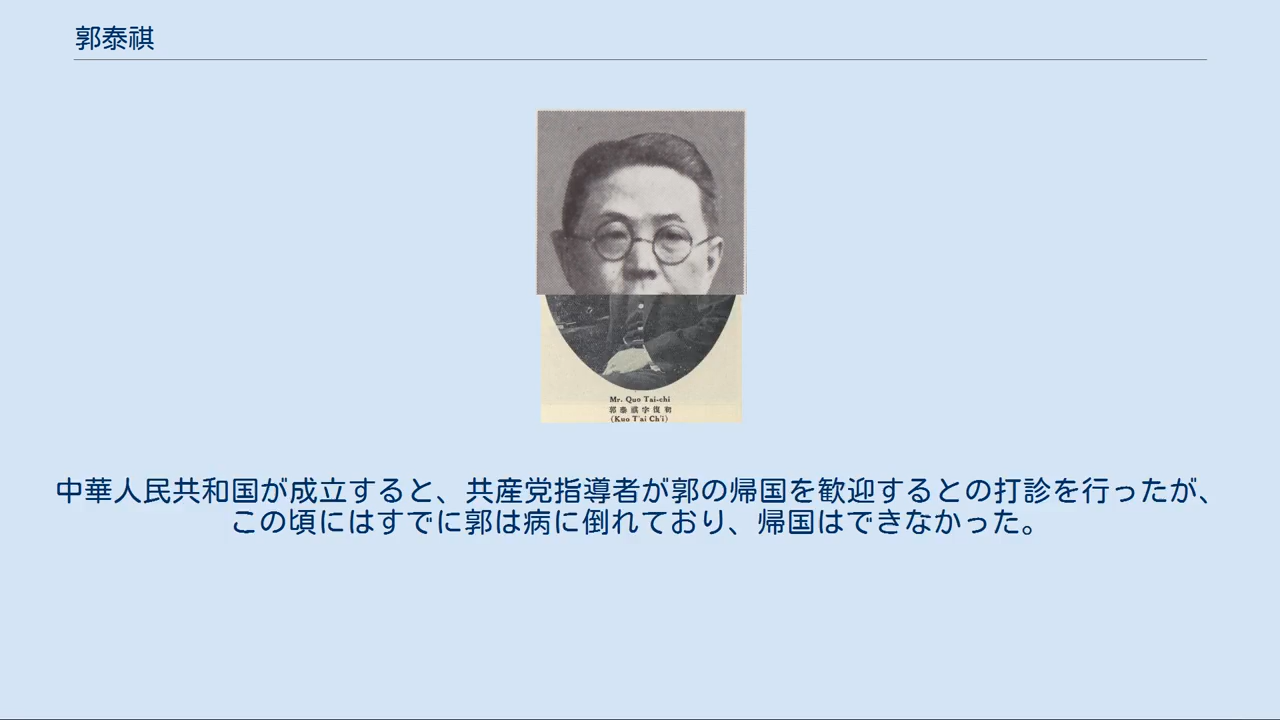 郭泰祺
Mr. Quo Tai-chi
郭泰祺字復初
(Kuo T'ai Ch'i)
中華人民共和国が成立すると、共産党指導者が郭の帰国を歓迎するとの打診を行ったが、
この頃にはすでに郭は病に倒れており、帰国はできなかった。